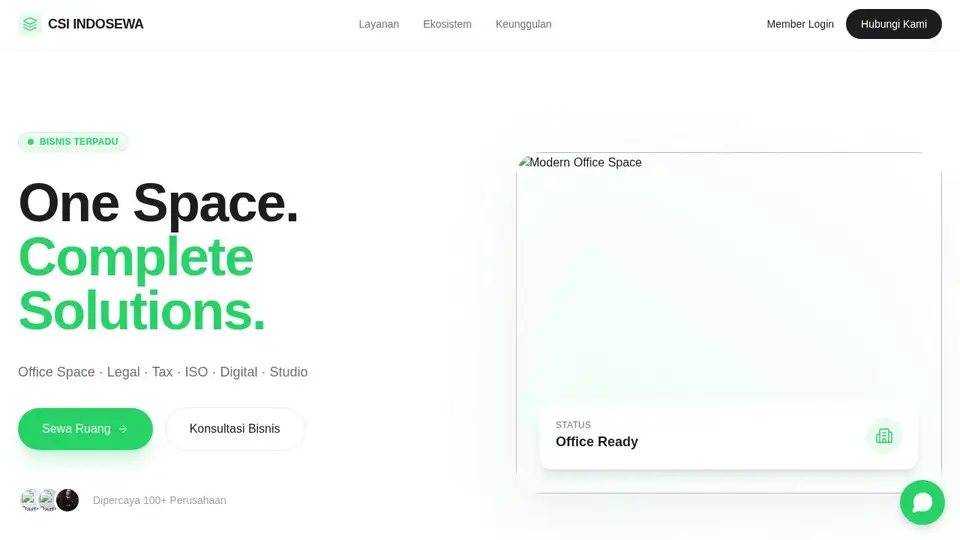 CSI INDOSEWA
Layanan
Ekosistem
Keunggulan
Member Login
Hubungi Kami
BISNIS TERPADU
One Space.
Complete
Solutions.
Office Space · Legal · Tax · ISO · Digital · Studio
Sewa Ruang
Konsultasi Bisnis
Dipercaya 100+ Perusahaan
Modern Office Space
STATUS
Office Ready